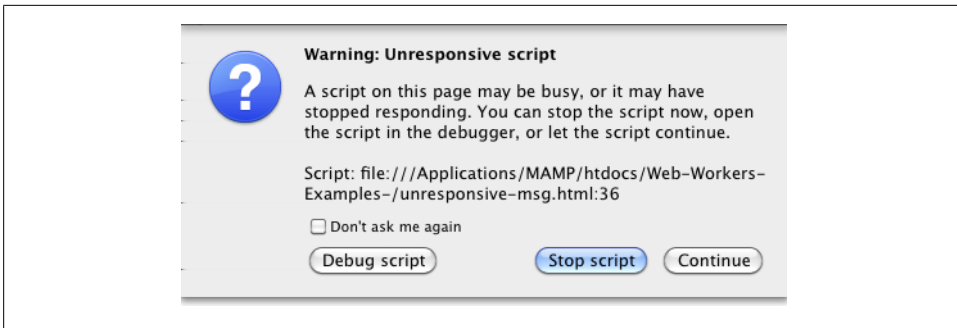 Warning: Unresponsive script
A script on this page may be busy, or it may have
stopped responding. You can stop the script now, open
the script in the debugger, or let the script continue.
Script: file:///Applications/MAMP/htdocs/Web-Workers-
Examples-/unresponsive-msg.html:36
Don't ask me again
Debug script
Stop script
Continue